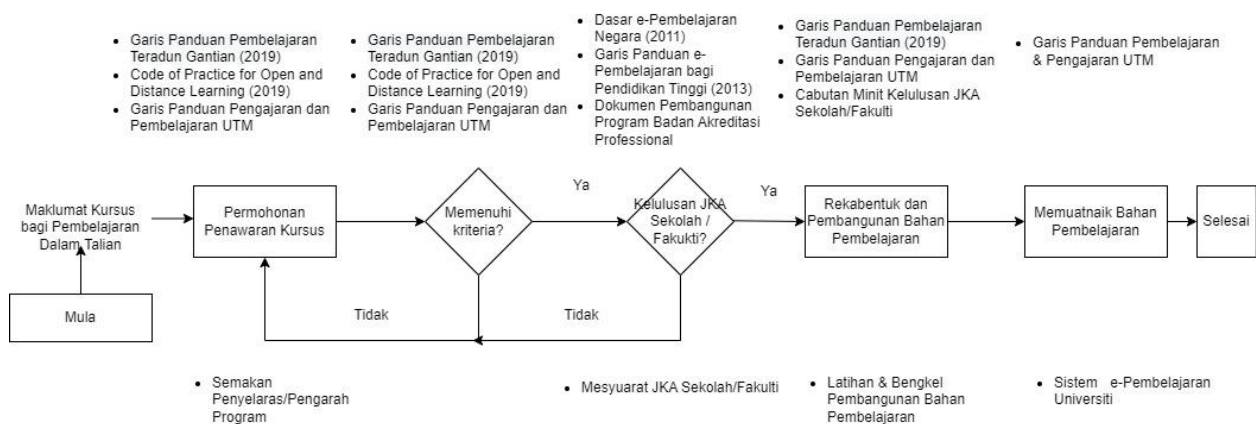 • Garis Panduan Pembelajaran
Teradun Gantian (2019)
• Code of Practice for Open and
Distance Learning (2019)
• Garis Panduan Pengajaran dan
Pembelajaran UTM
• Garis Panduan Pembelajaran
Teradun Gantian (2019)
• Code of Practice for Open and
Distance Learning (2019)
• Garis Panduan Pengajaran dan
Pembelajaran UTM
• Dasar e-Pembelajaran
Negara (2011)
• Garis Panduan e-
Pembelajaran bagi
Pendidikan Tinggi (2013)
• Dokumen Pembangunan
Program Badan Akreditasi
Professional
• Garis Panduan Pembelajaran
Teradun Gantian (2019)
• Garis Panduan Pengajaran dan
Pembelajaran UTM
• Cabutan Minit Kelulusan JKA
Sekolah/Fakulti
• Garis Panduan Pembelajaran
& Pengajaran UTM
Maklumat Kursus
bagi Pembelajaran
Dalam Talian
Mula
Permohonan
Penawaran Kursus
Memenuhi
kriteria?
Ya
Kelulusan JKA
Sekolah /
Fakukti?
Ya
Rekabentuk dan
Pembangunan Bahan
Pembelajaran
Memuatnaik Bahan
Pembelajaran
Selesai
Tidak
Tidak
• Semakan
Penyelaras/Pengarah
Program
• Mesyuarat JKA Sekolah/Fakulti
• Latihan & Bengkel
Pembangunan Bahan
Pembelajaran
• Sistem e-Pembelajaran
Universiti